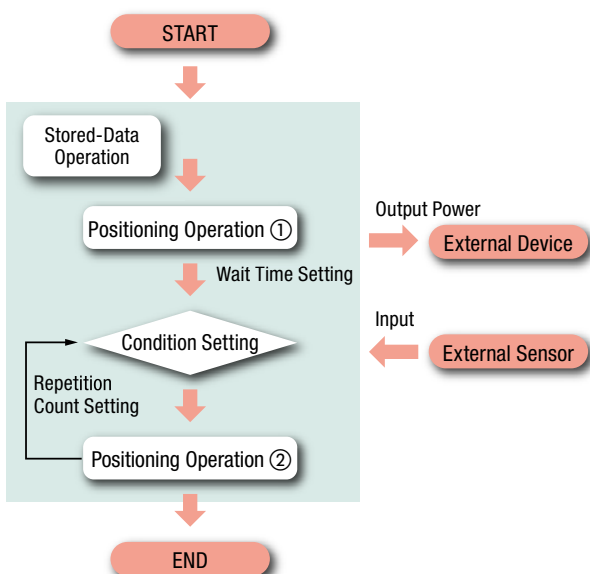 START
Stored-Data
Operation
Positioning Operation ①
Output Power
External Device
Wait Time Setting
Condition Setting
Input
External Sensor
Repetition
Count Setting
Positioning Operation ②
END